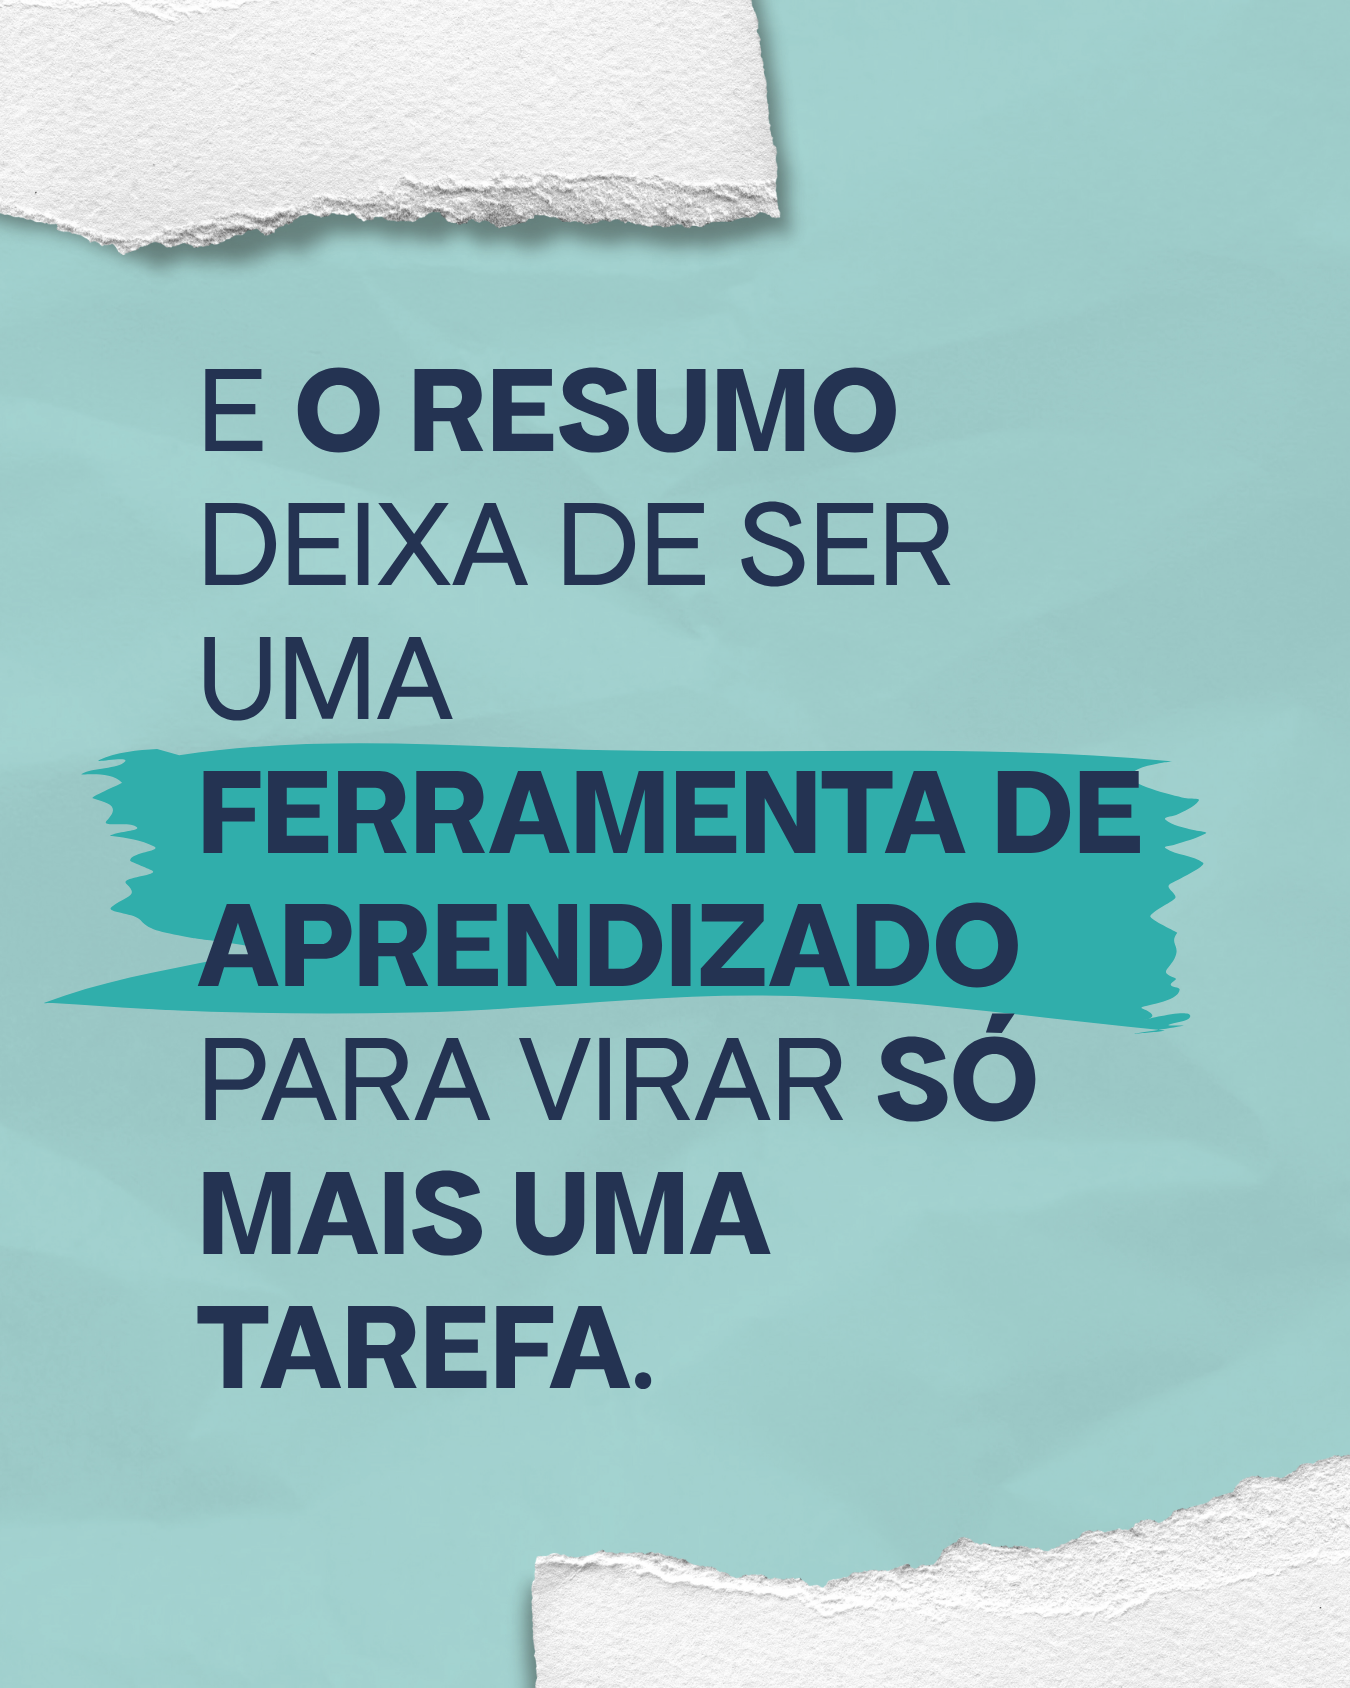 E O RESUMO
DEIXA DE SER
UMA
FERRAMENTA DE
APRENDIZADO
PARA VIRAR SÓ
MAIS UMA
TAREFA.